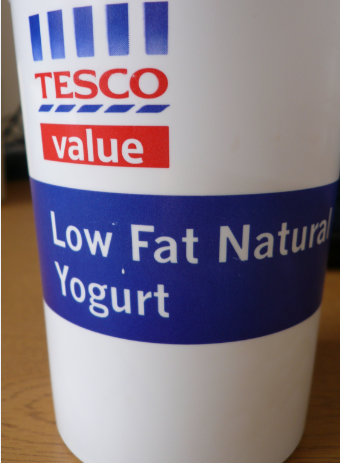 TESCO
value
Low Fat Natural
Yogurt